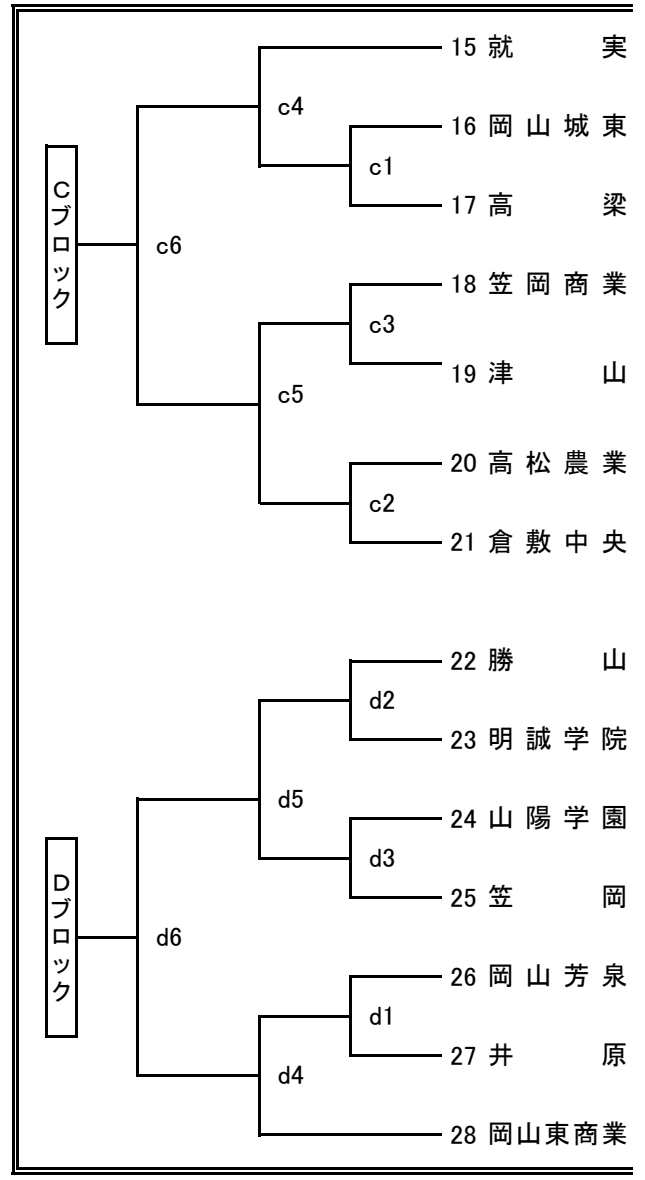 15 就実
c4
16 岡山城東
c1
17 高梁
Cブロック
c6
18 笠岡商業
c3
19 津山
c5
20 高松農業
c2
21 倉敷中央
22 勝山
d2
23 明誠学院
d5
24 山陽学園
d3
25 笠岡
Dブロック
d6
26 岡山芳泉
d1
27 井原
d4
28 岡山東商業